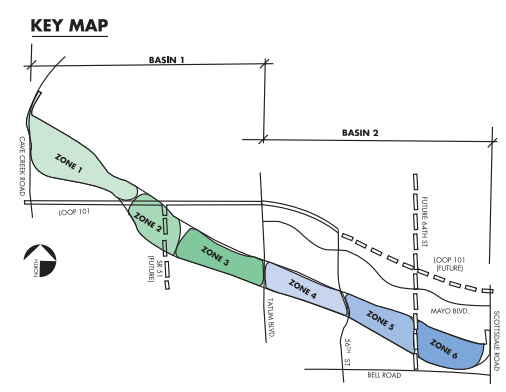 KEY MAP
BASIN 1
BASIN 2
CAVE CREEK ROAD
ZONE 1
LOOP 101
ZONE 2
SR 51
(FUTURE)
ZONE 3
NORTH
TATUM BLVD.
ZONE 4
56TH ST
ZONE 5
FUTURE 64TH ST
LOOP 101
(FUTURE)
MAYO BLVD.
ZONE 6
BELL ROAD
SCOTTSDALE ROAD